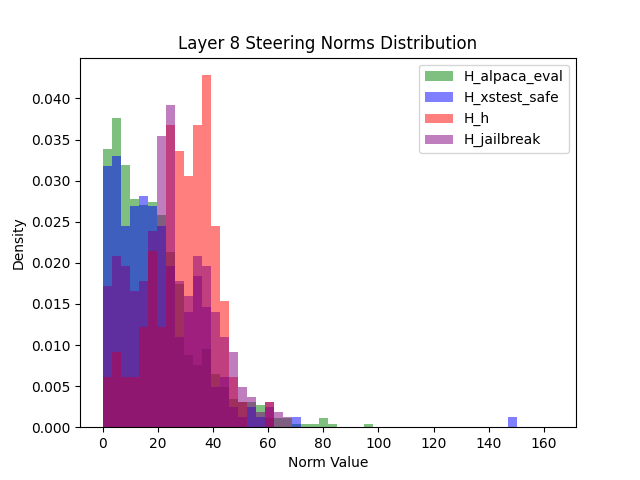 Layer 8 Steering Norms Distribution
H_alpaca_eval
H_xstest_safe
H_h
H_jailbreak
Density
0.040
0.035
0.030
0.025
0.020
0.015
0.010
0.005
0.000
0 20 40 60 80 100 120 140 160
Norm Value